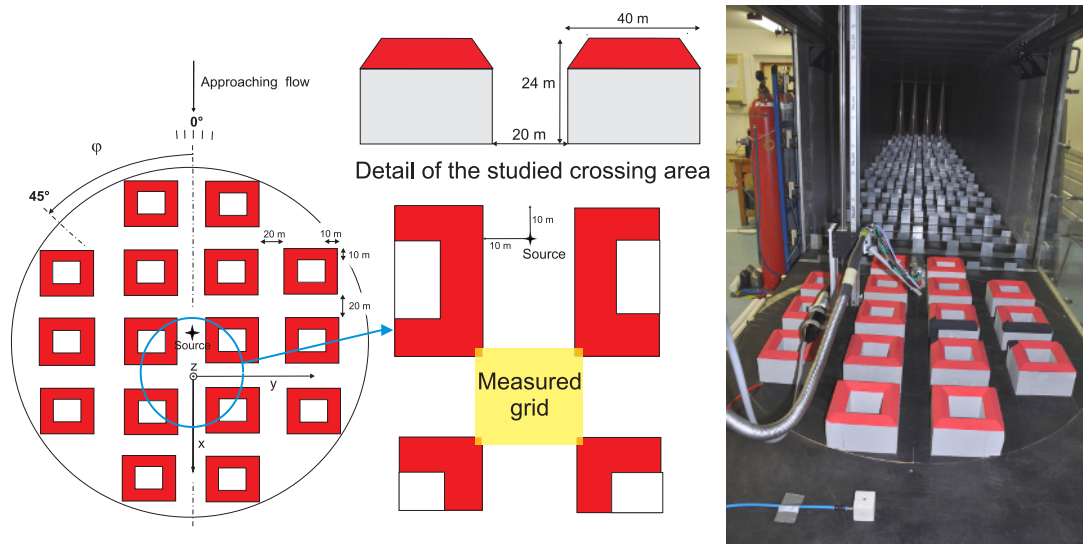 Approaching flow
0°
φ
45°
20 m
10 m
10 m
20 m
Source
z
y
x
40 m
24 m
20 m
Detail of the studied crossing area
10 m
10 m
Source
Measured
grid